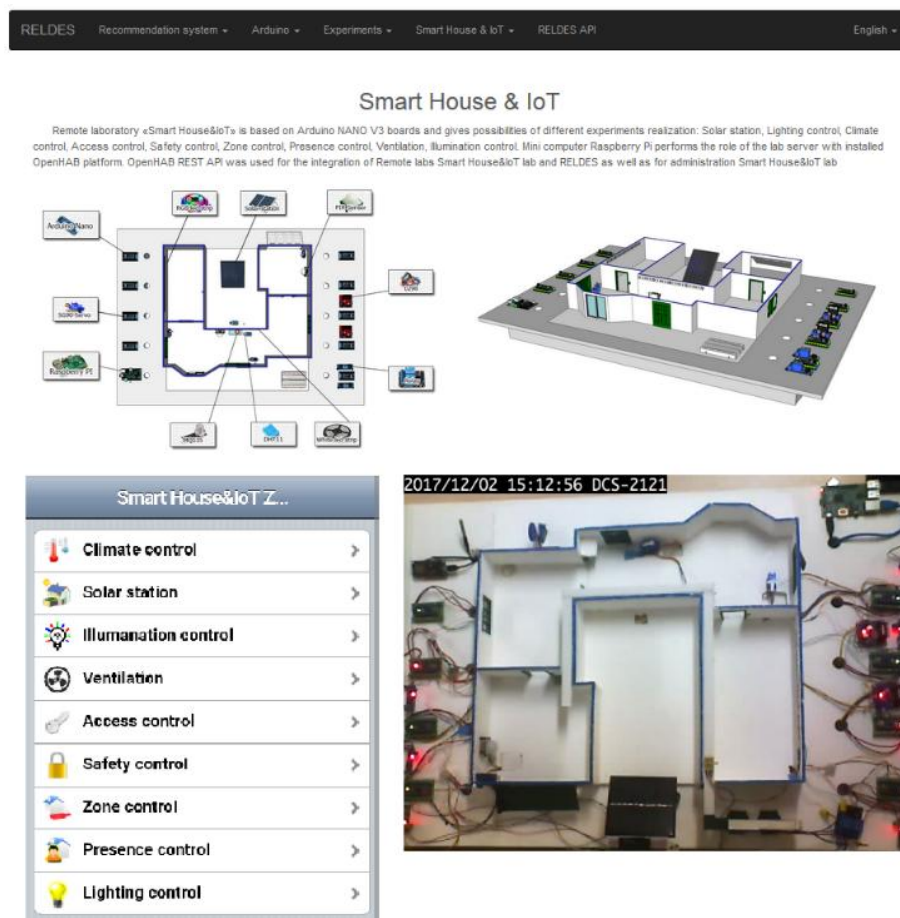 RELDES Recommendation system Arduino Experiments Smart House & IoT RELDES API English
Smart House & IoT
Remote laboratory «Smart House&IoT» is based on Arduino NANO V3 boards and gives possibilities of different experiments realization: Solar station, Lighting control, Climate
control, Access control, Safety control, Zone control, Presence control, Ventilation, Illumination control. Mini computer Raspberry Pi performs the role of the lab server with installed
OpenHAB platform. OpenHAB REST API was used for the integration of Remote labs Smart House&IoT lab and RELDES as well as for administration Smart House&IoT lab
Arduino Nano
SG90 Servo
Raspberry PI
DHT11
Smart House&IoT Z...
Climate control
Solar station
Illumanation control
Ventilation
Access control
Safety control
Zone control
Presence control
Lighting control
2017/12/02 15:12:56 DCS-2121